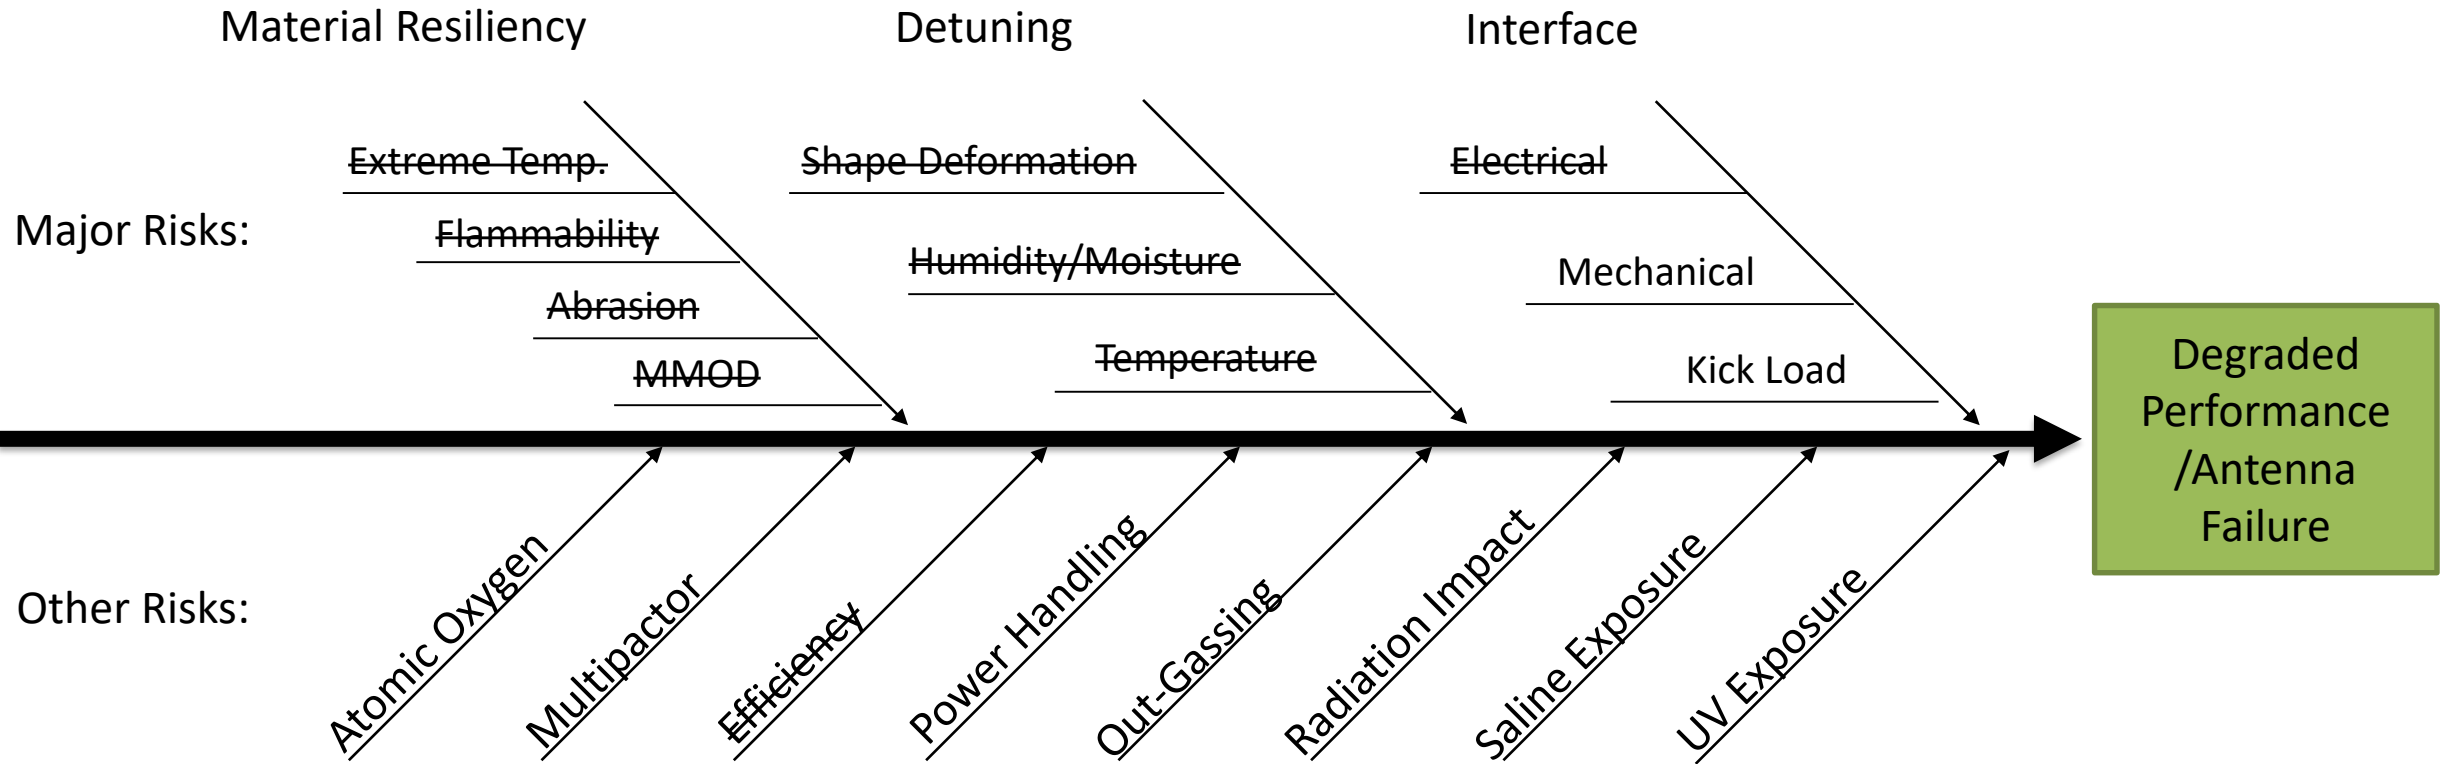 Material Resiliency
Detuning
Interface
Major Risks:
Extreme Temp.
Flammability
Abrasion
MMOD
Shape Deformation
Humidity/Moisture
Temperature
Electrical
Mechanical
Kick Load
Degraded
Performance
/Antenna
Failure
Other Risks:
Atomic Oxygen
Multipactor
Efficiency
Power Handling
Out-Gassing
Radiation Impact
Saline Exposure
UV Exposure